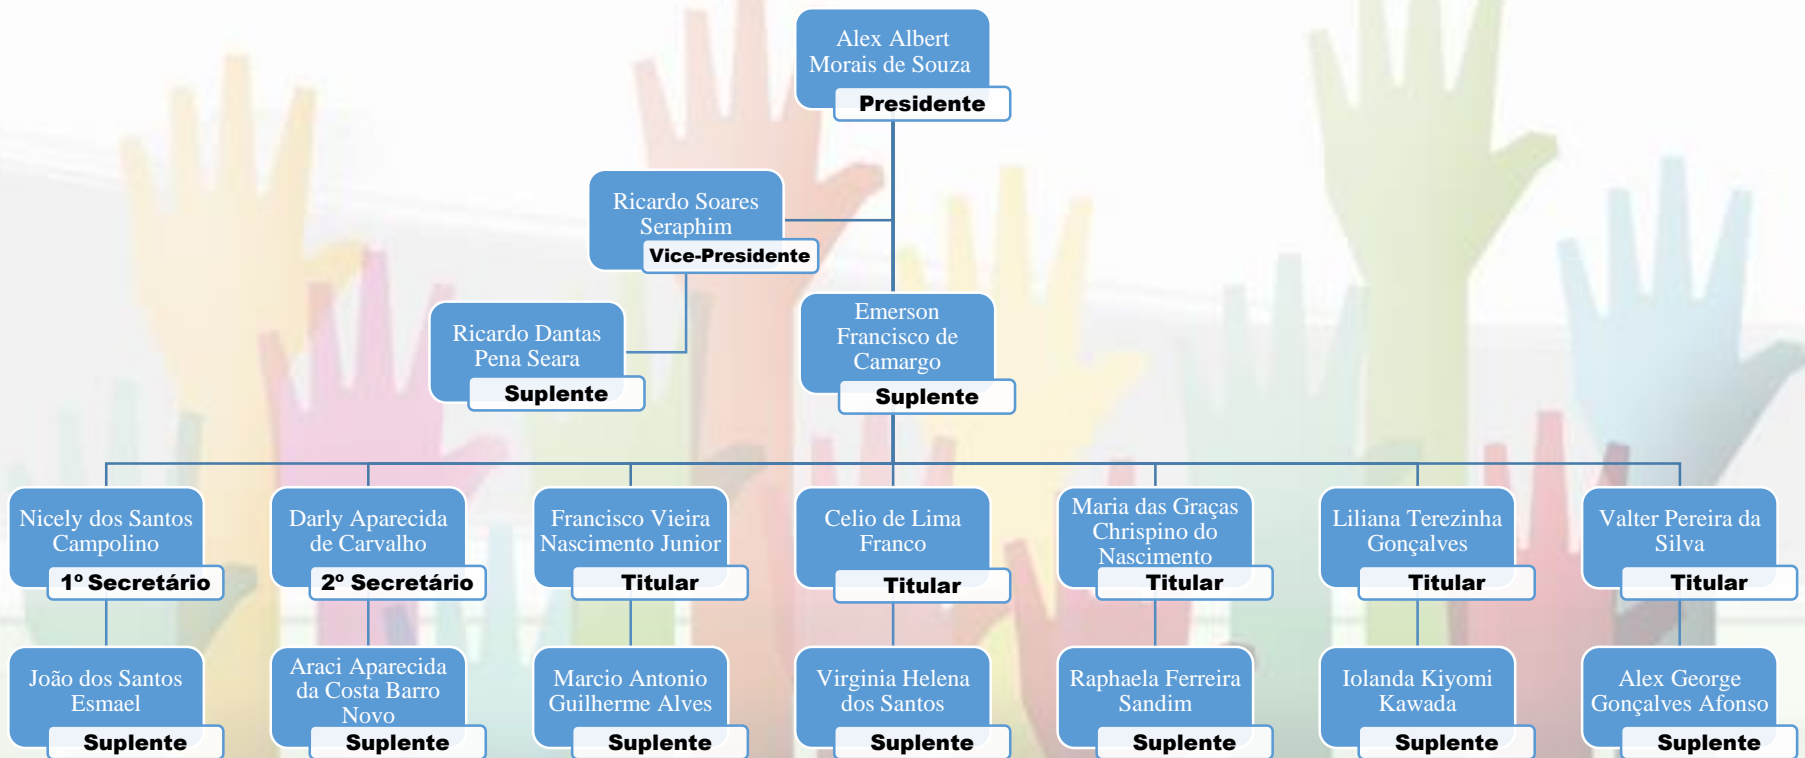 Alex Albert
Morais de Souza
Presidente
Ricardo Soares
Seraphim
Vice-Presidente
Ricardo Dantas
Pena Seara
Suplente
Emerson
Francisco de
Camargo
Suplente
Nicely dos Santos
Campolino
1º Secretário
Darly Aparecida
de Carvalho
2º Secretário
Francisco Vieira
Nascimento Junior
Titular
Celio de Lima
Franco
Titular
Maria das Graças
Chrispino do
Nascimento
Titular
Liliana Terezinha
Gonçalves
Titular
Valter Pereira da
Silva
Titular
João dos Santos
Esmael
Suplente
Araci Aparecida
da Costa Barro
Novo
Suplente
Marcio Antonio
Guilherme Alves
Suplente
Virginia Helena
dos Santos
Suplente
Raphaela Ferreira
Sandim
Suplente
Iolanda Kiyomi
Kawada
Suplente
Alex George
Gonçalves Afonso
Suplente